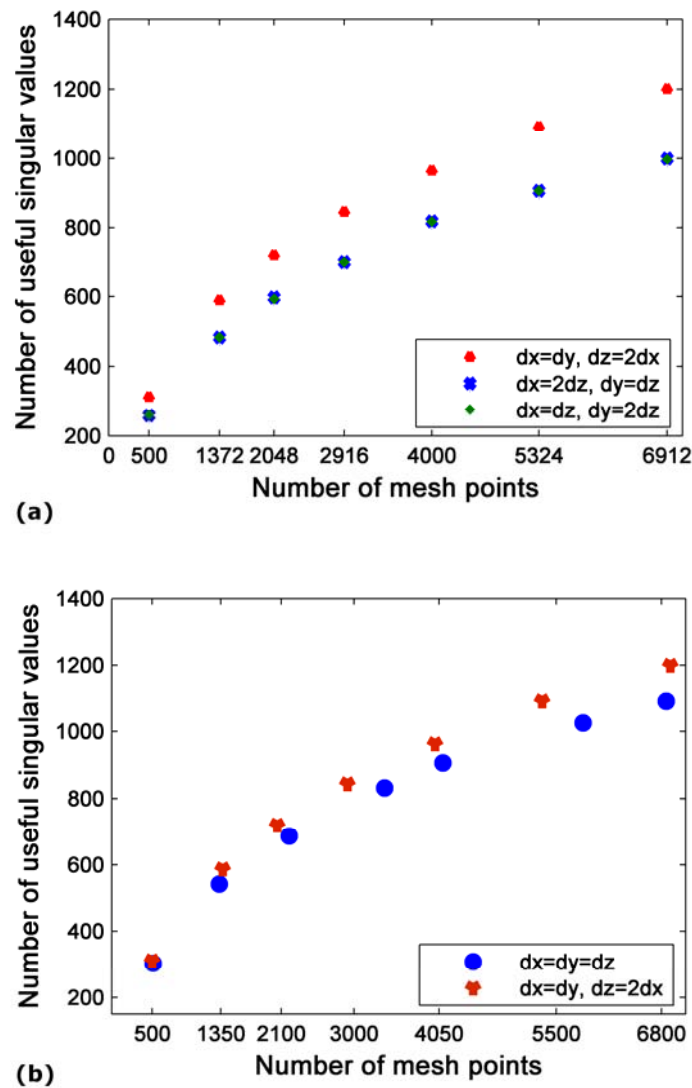 1400
1200
1000
800
600
400
200
Number of useful singular values
dx=dy, dz=2dx
dx=2dz, dy=dz
dx=dz, dy=2dz
0 500 1372 2048 2916 4000 5324 6912
Number of mesh points
(a)
1400
1200
1000
800
600
400
200
Number of useful singular values
dx=dy=dz
dx=dy, dz=2dx
500 1350 2100 3000 4050 5500 6800
Number of mesh points
(b)